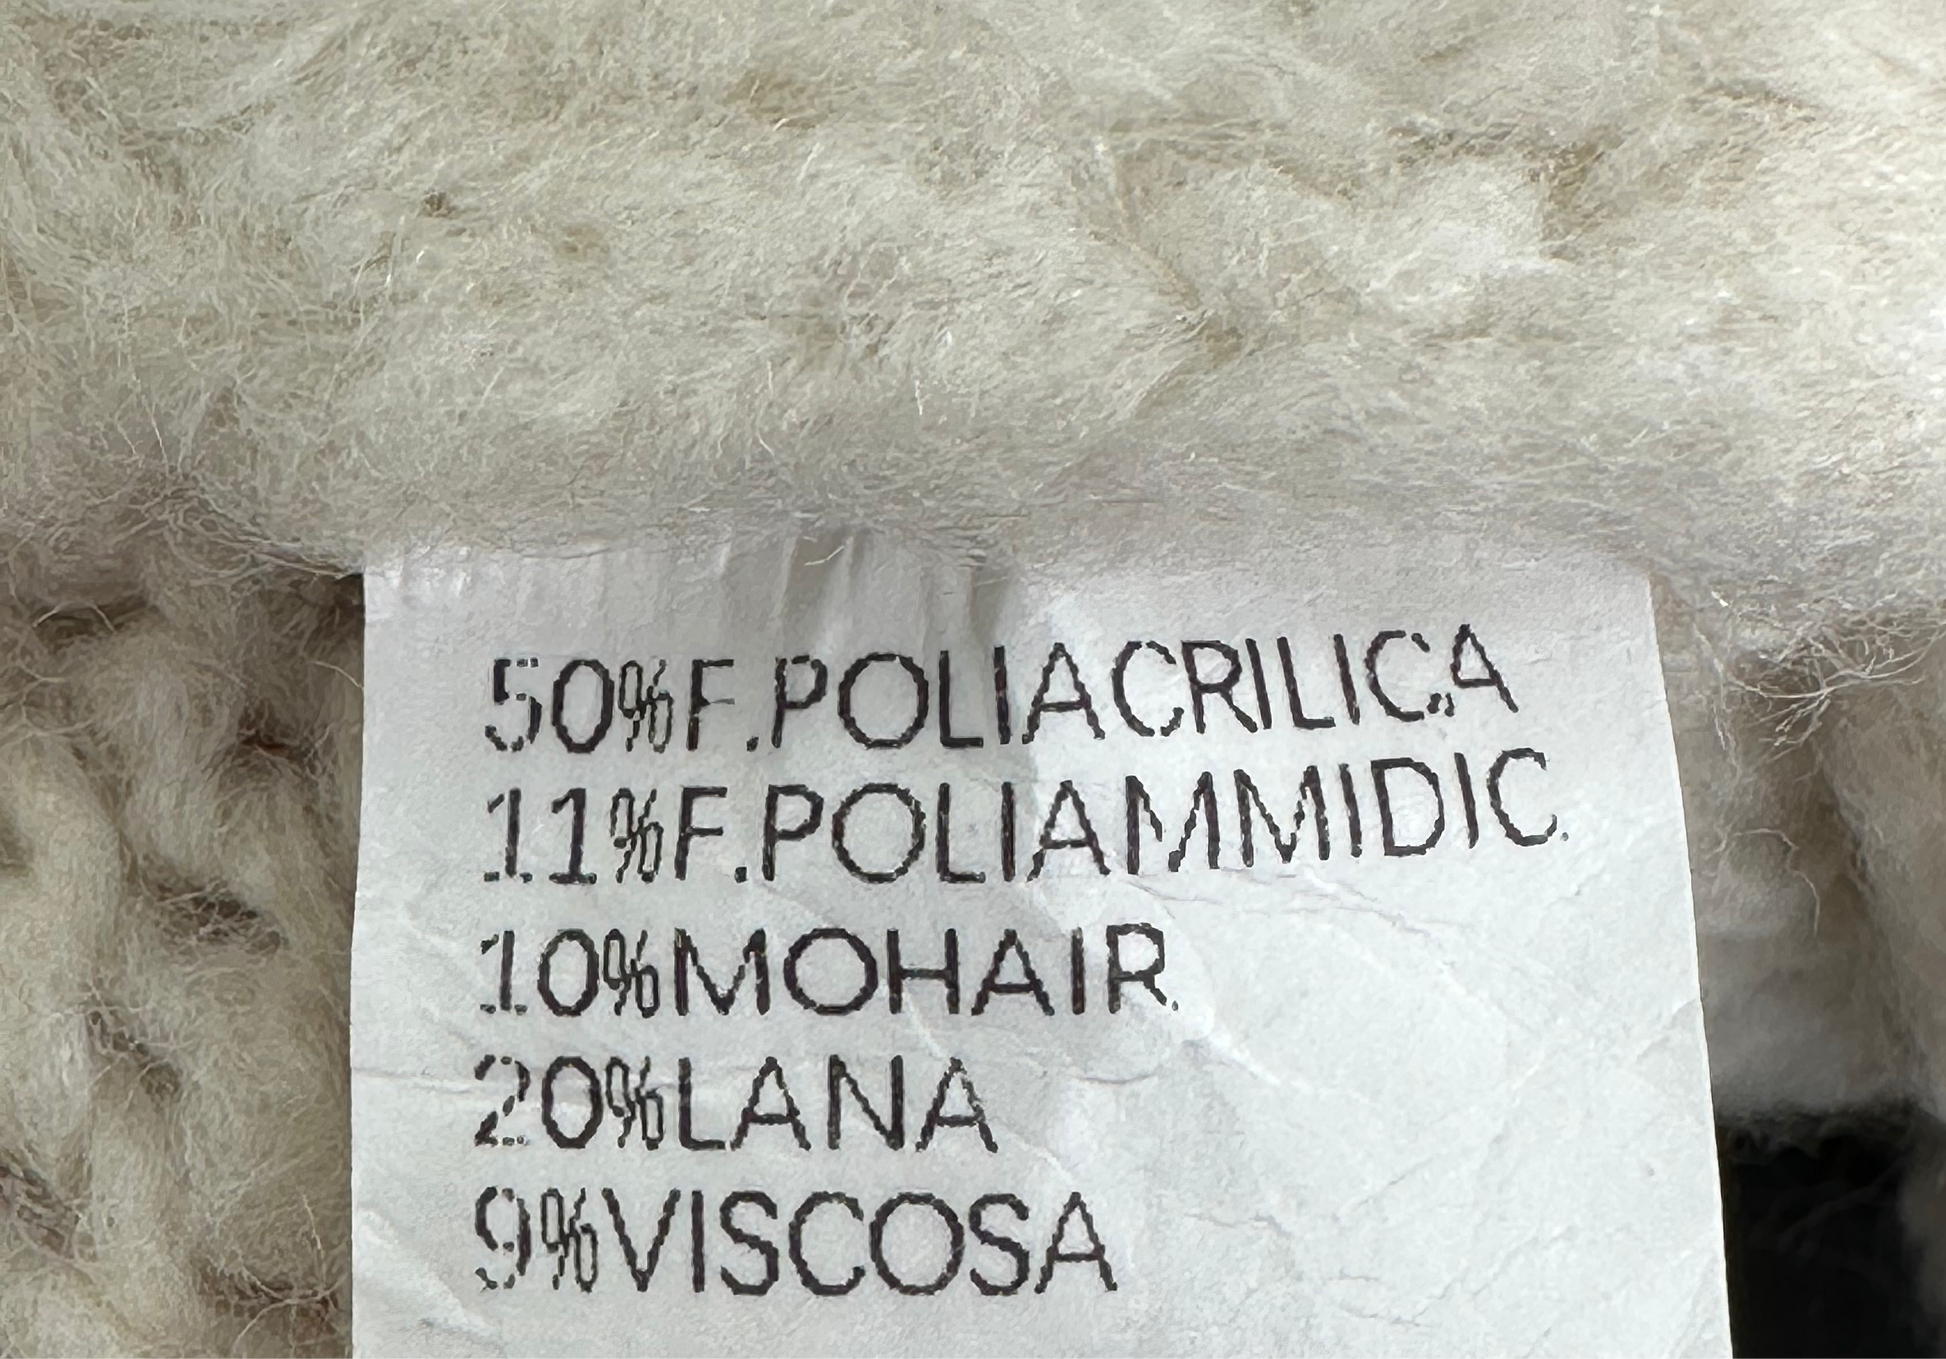 50%F.POLIACRILICA
11%F.POLIAMMIDIC.
10%MOHAIR
20%LANA
9%VISCOSA